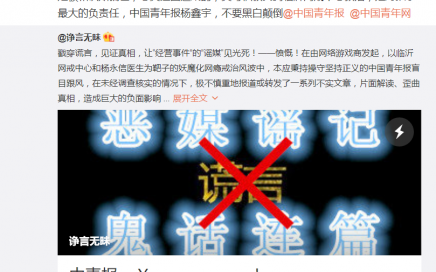 最大的负责任，中国青年报杨鑫宇，不要黑白颠倒@中国青年报 @中国青年网
@诤言无昧
戳穿谎言，见证真相，让"经营事件"的"谣媒"见光死！——愤慨！在由网络游戏商发起，以临沂
网戒中心和杨永信医生为靶子的妖魔化网瘾戒治风波中，本应秉持操守坚持正义的中国青年报盲
目跟风，在未经调查核实的情况下，极不慎重地报道或转发了一系列不实文章，片面解读、歪曲
真相，造成巨大的负面影响 ... 展开全文
恶媒谣记
谎言
鬼话连篇
诤言无昧